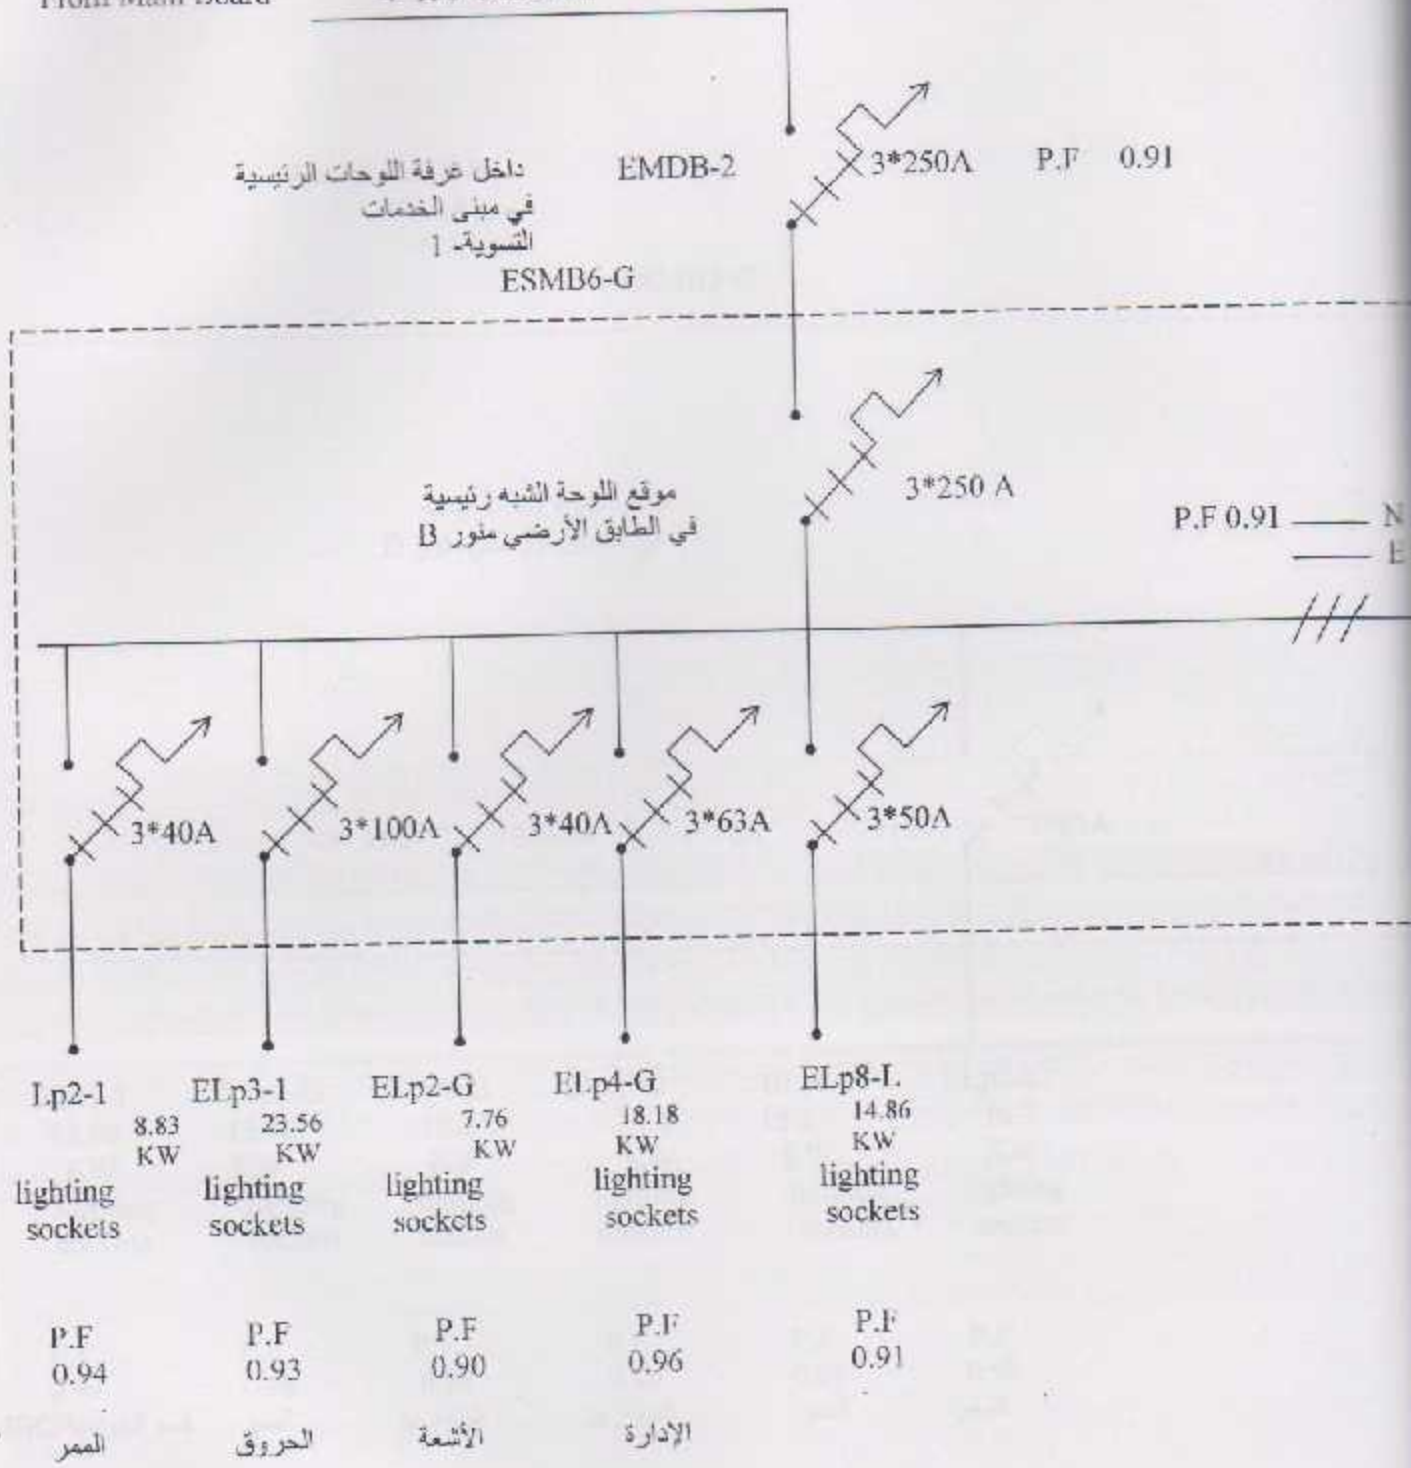 From Main Board
داخل غرفة اللوحات الرئيسية
في مبنى الخدمات
التسوية- 1
EMDB-2
3*250A
P.F 0.91
ESMB6-G
موقع اللوحة الشبه رئيسية
في الطابق الأرضي منور B
3*250 A
P.F 0.91
N
E
3*40A
3*100A
3*40A
3*63A
3*50A
Lp2-1
ELp3-1
ELp2-G
ELp4-G
ELp8-L
8.83
KW
23.56
KW
7.76
KW
18.18
KW
14.86
KW
lighting
sockets
lighting
sockets
lighting
sockets
lighting
sockets
lighting
sockets
P.F
0.94
P.F
0.93
P.F
0.90
P.F
0.96
P.F
0.91
الممر
الحروق
الأشعة
الإدارة